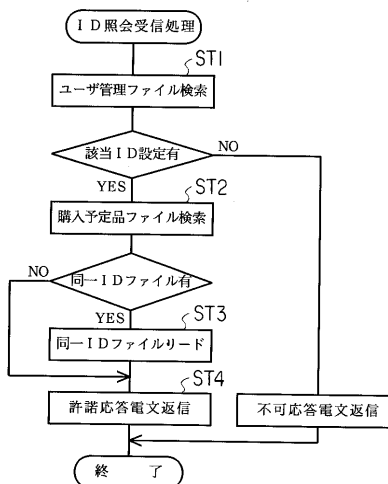 ID照会受信処理
ST1
ユーザ管理ファイル検索
該当ID設定有
NO
YES
ST2
購入予定品ファイル検索
NO
同一IDファイル有
YES
ST3
同一IDファイルリード
ST4
許諾応答電文返信
不可応答電文返信
終 了